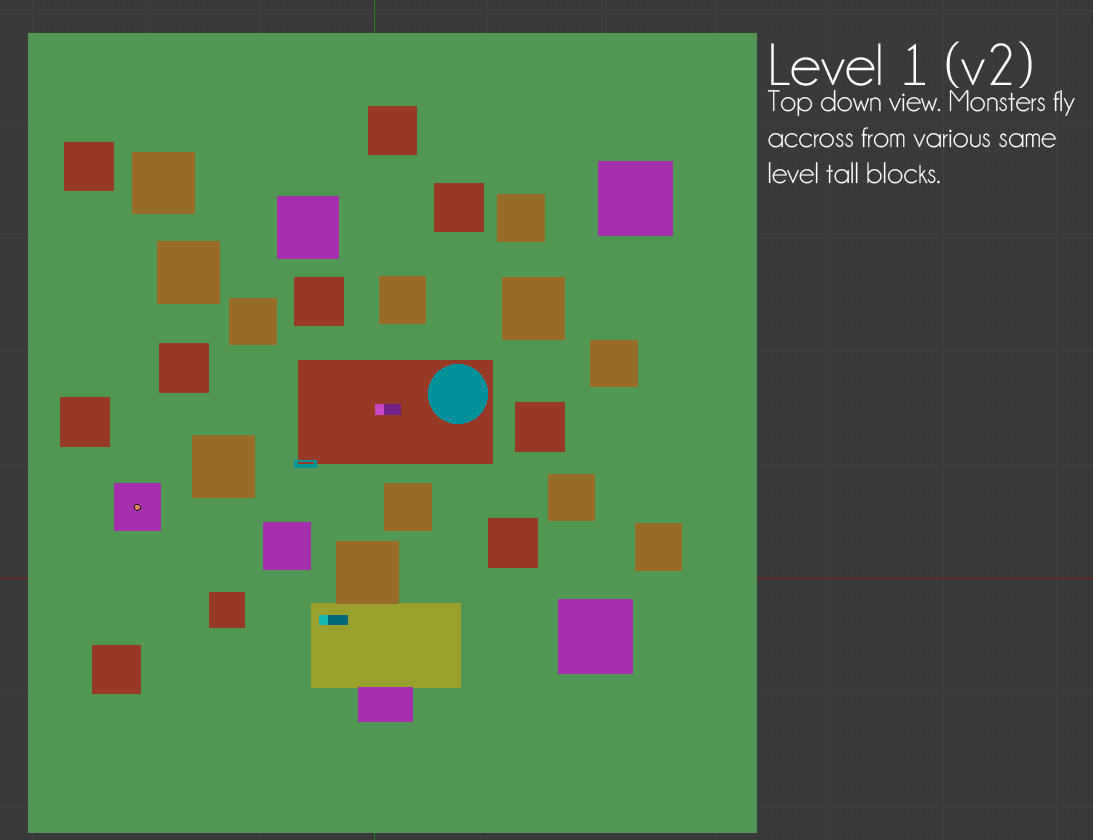 Level 1 (v2)
Top down view. Monsters fly
accross from various same
level tall blocks.